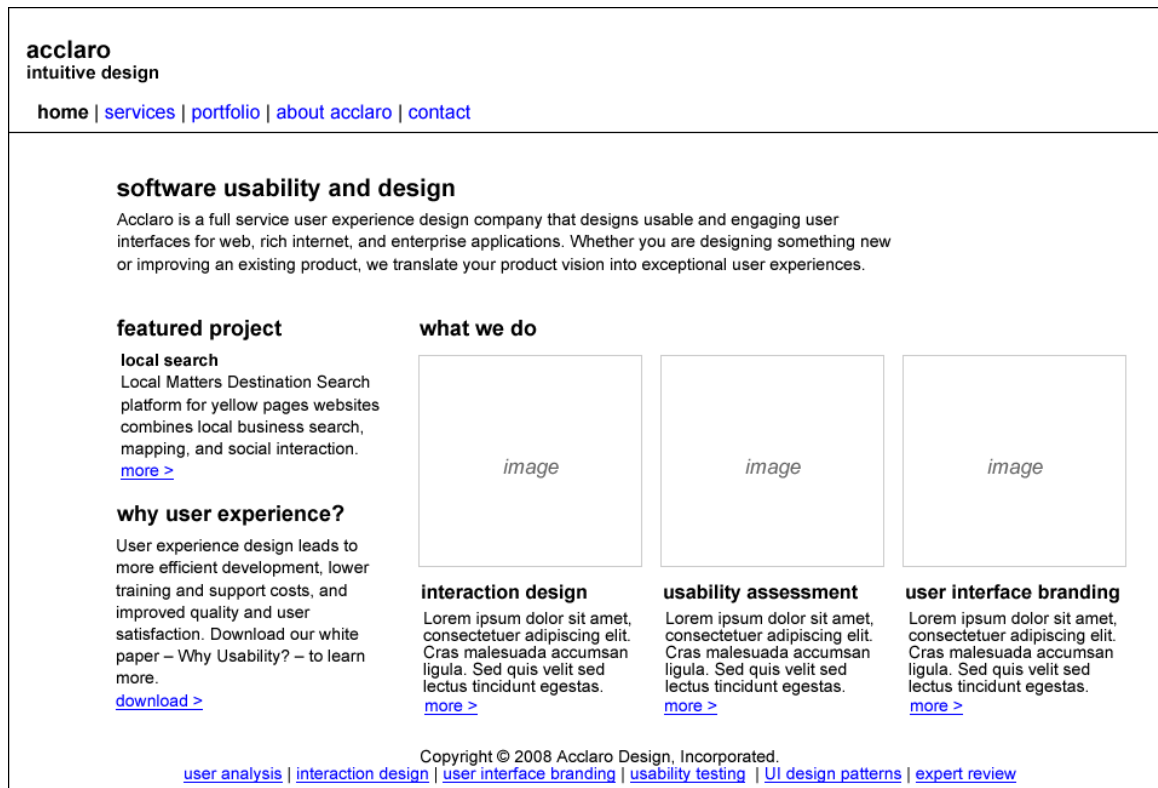 acclaro
intuitive design
home | services | portfolio | about acclaro | contact
software usability and design
Acclaro is a full service user experience design company that designs usable and engaging user
interfaces for web, rich internet, and enterprise applications. Whether you are designing something new
or improving an existing product, we translate your product vision into exceptional user experiences.
featured project
local search
Local Matters Destination Search
platform for yellow pages websites
combines local business search,
mapping, and social interaction.
more >
why user experience?
User experience design leads to
more efficient development, lower
training and support costs, and
improved quality and user
satisfaction. Download our white
paper – Why Usability? – to learn
more.
download >
what we do
image
interaction design
Lorem ipsum dolor sit amet,
consectetuer adipiscing elit.
Cras malesuada accumsan
ligula. Sed quis velit sed
lectus tincidunt egestas.
more >
image
usability assessment
Lorem ipsum dolor sit amet,
consectetuer adipiscing elit.
Cras malesuada accumsan
ligula. Sed quis velit sed
lectus tincidunt egestas.
more >
image
user interface branding
Lorem ipsum dolor sit amet,
consectetuer adipiscing elit.
Cras malesuada accumsan
ligula. Sed quis velit sed
lectus tincidunt egestas.
more >
Copyright © 2008 Acclaro Design, Incorporated.
user analysis | interaction design | user interface branding | usability testing | UI design patterns | expert review